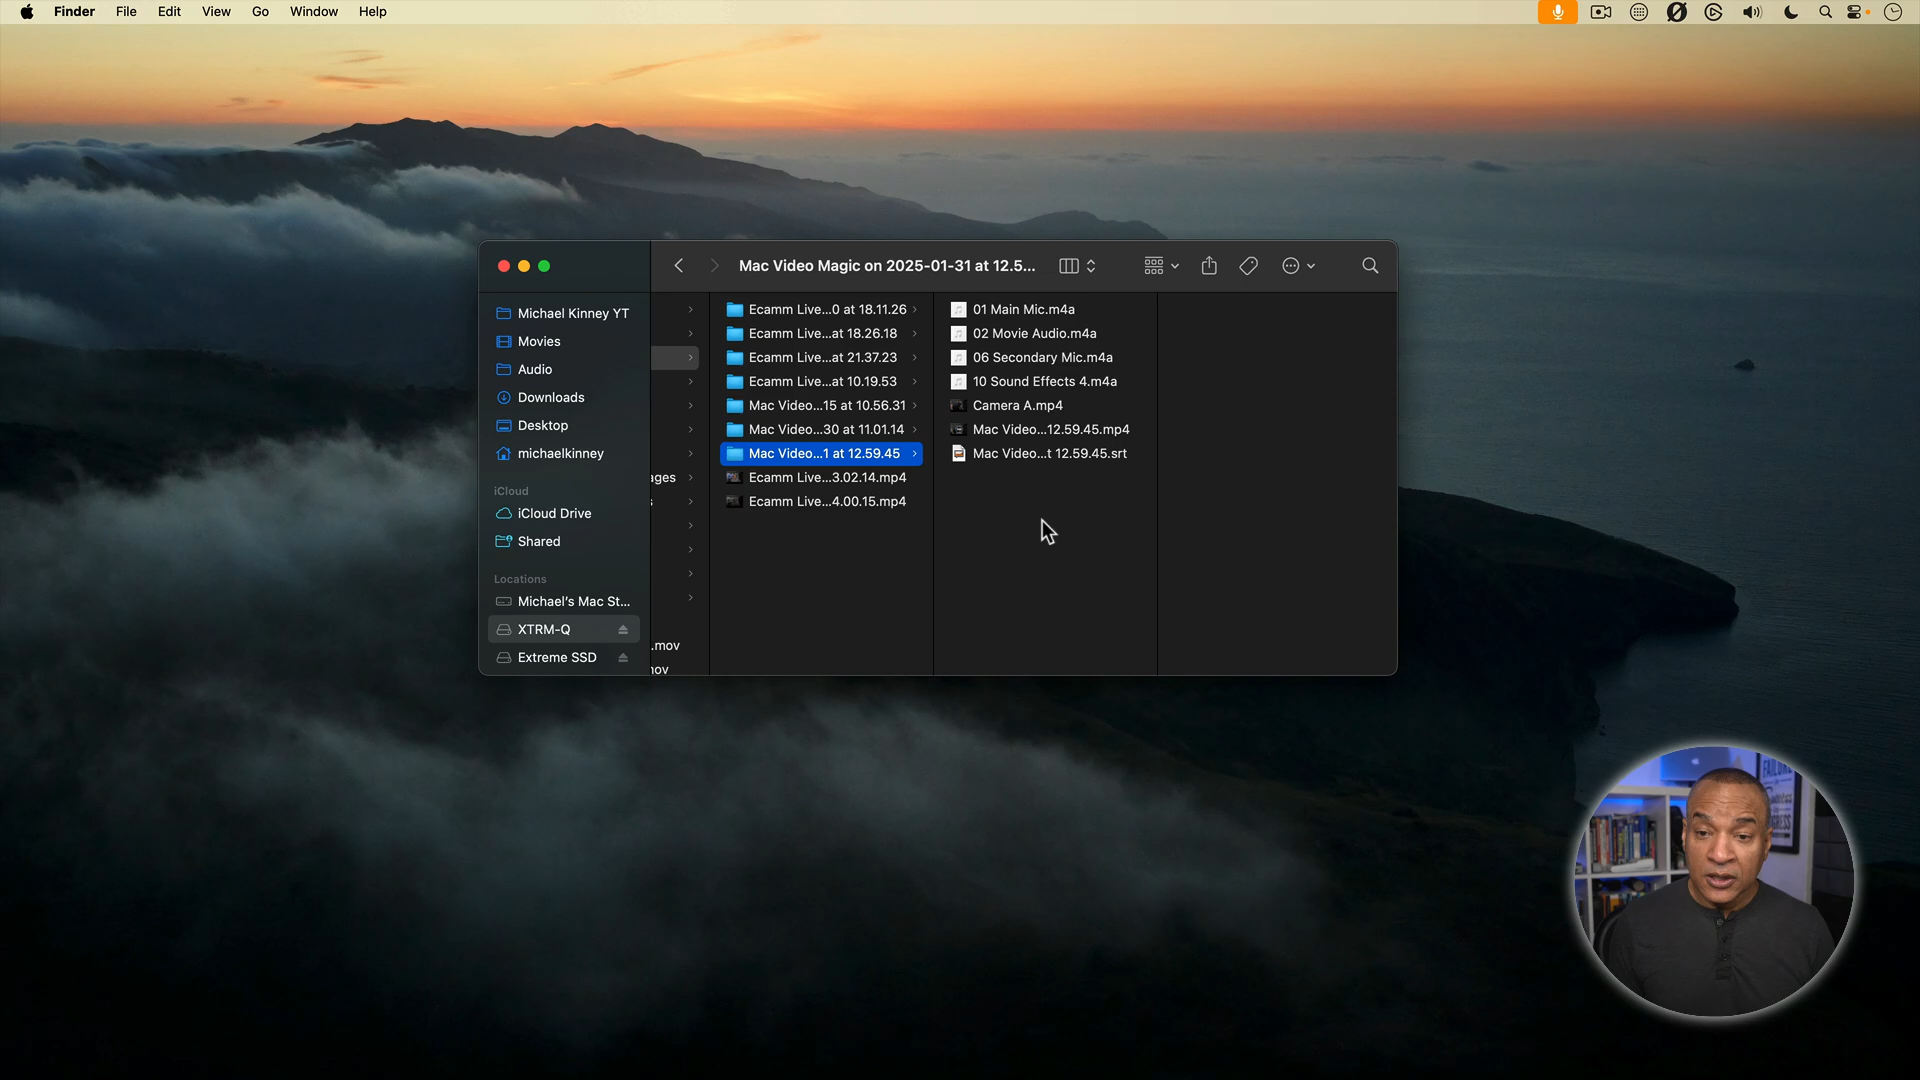 Finder File Edit View Go Window Help
Mac Video Magic on 2025-01-31 at 12.5...
Michael Kinney YT
Movies
Audio
Downloads
Desktop
michaelkinney
iCloud
iCloud Drive
Shared
Locations
Michael's Mac St...
XTRM-Q
Extreme SSD
ages
.mov
Ecamm Live...0 at 18.11.26
Ecamm Live...at 18.26.18
Ecamm Live...at 21.37.23
Ecamm Live...at 10.19.53
Mac Video...15 at 10.56.31
Mac Video...30 at 11.01.14
Mac Video...1 at 12.59.45
Ecamm Live...3.02.14.mp4
Ecamm Live...4.00.15.mp4
01 Main Mic.m4a
02 Movie Audio.m4a
06 Secondary Mic.m4a
10 Sound Effects 4.m4a
Camera A.mp4
Mac Video...12.59.45.mp4
Mac Video...t 12.59.45.srt
FAILURE